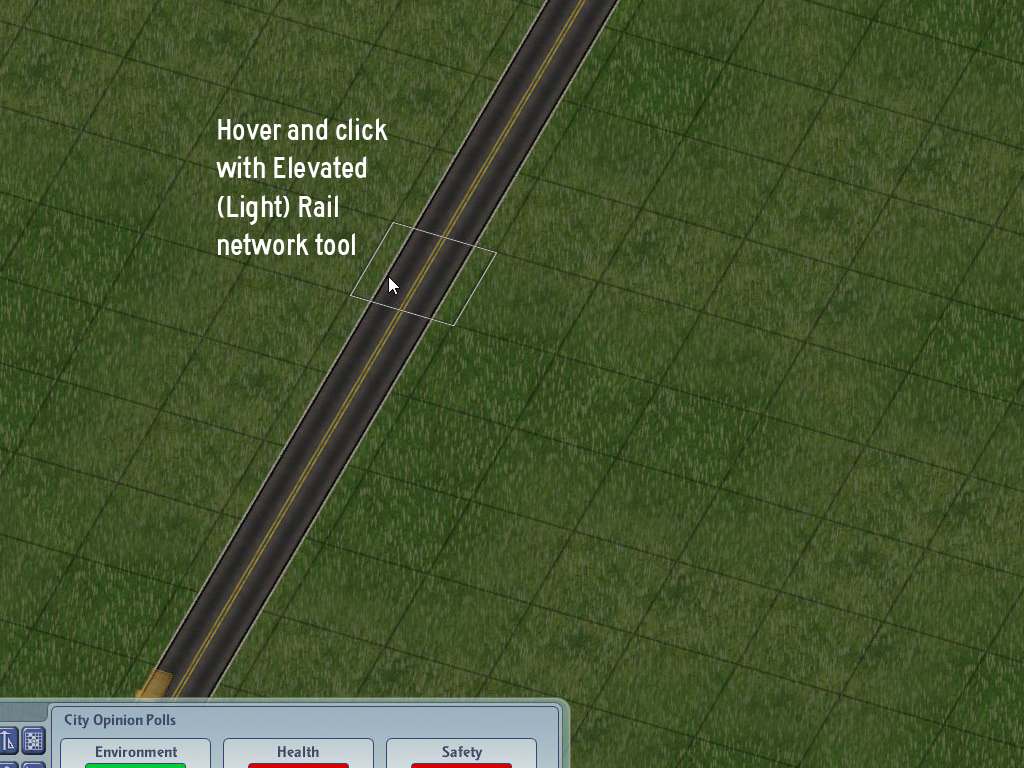 Hover and click
with Elevated
(Light) Rail
network tool
City Opinion Polls
Environment
Health
Safety